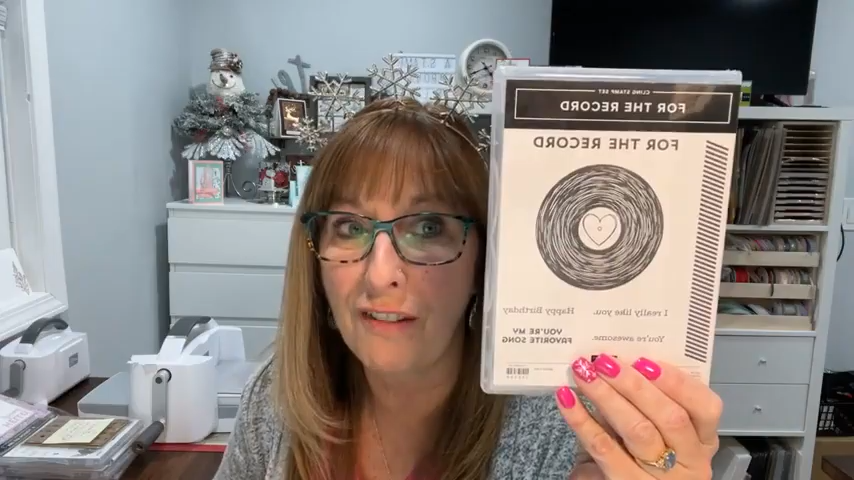 CLING STAMP SET
FOR THE RECORD
FOR THE RECORD
Happy Birthday
I really like you.
YOU'RE MY
FAVORITE SONG
You're awesome.